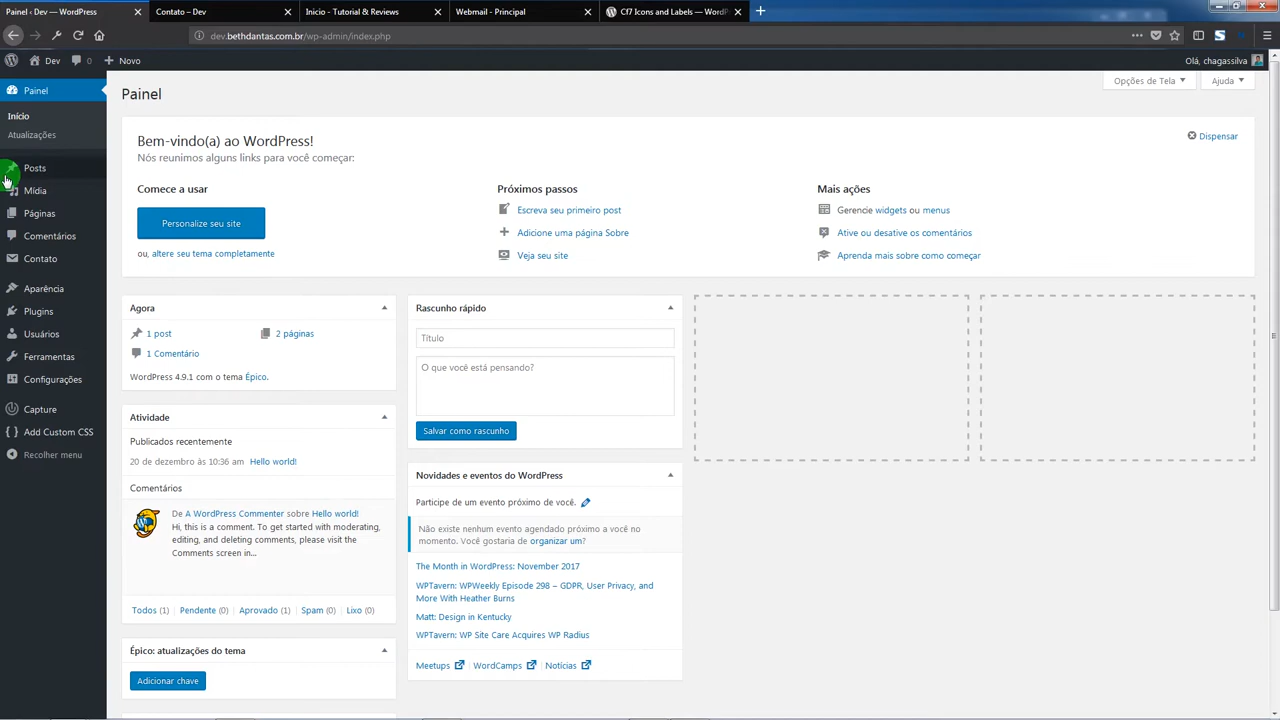 Painel ‹ Dev — WordPress
Contato – Dev
Inicio - Tutorial & Reviews
Webmail - Principal
Cf7 Icons and Labels — WordP
dev.bethdantas.com.br/wp-admin/index.php
Dev
0
Novo
Olá, chagassilva
Painel
Início
Atualizações
Posts
Mídia
Páginas
Comentários
Contato
Aparência
Plugins
Usuários
Ferramentas
Configurações
Capture
Add Custom CSS
Recolher menu
Opções de Tela
Ajuda
Painel
Bem-vindo(a) ao WordPress!
Nós reunimos alguns links para você começar:
Dispensar
Comece a usar
Personalize seu site
ou, altere seu tema completamente
Próximos passos
Escreva seu primeiro post
Adicione uma página Sobre
Veja seu site
Mais ações
Gerencie widgets ou menus
Ative ou desative os comentários
Aprenda mais sobre como começar
Agora
1 post
2 páginas
1 Comentário
WordPress 4.9.1 com o tema Épico.
Atividade
Publicados recentemente
20 de dezembro às 10:36 am Hello world!
Comentários
De A WordPress Commenter sobre Hello world!
Hi, this is a comment. To get started with moderating,
editing, and deleting comments, please visit the
Comments screen in...
Todos (1) | Pendente (0) | Aprovado (1) | Spam (0) | Lixo (0)
Épico: atualizações do tema
Adicionar chave
Rascunho rápido
Título
O que você está pensando?
Salvar como rascunho
Novidades e eventos do WordPress
Participe de um evento próximo de você.
Não existe nenhum evento agendado próximo a você no
momento. Você gostaria de organizar um?
The Month in WordPress: November 2017
WPTavern: WPWeekly Episode 298 – GDPR, User Privacy, and
More With Heather Burns
Matt: Design in Kentucky
WPTavern: WP Site Care Acquires WP Radius
Meetups | WordCamps | Notícias